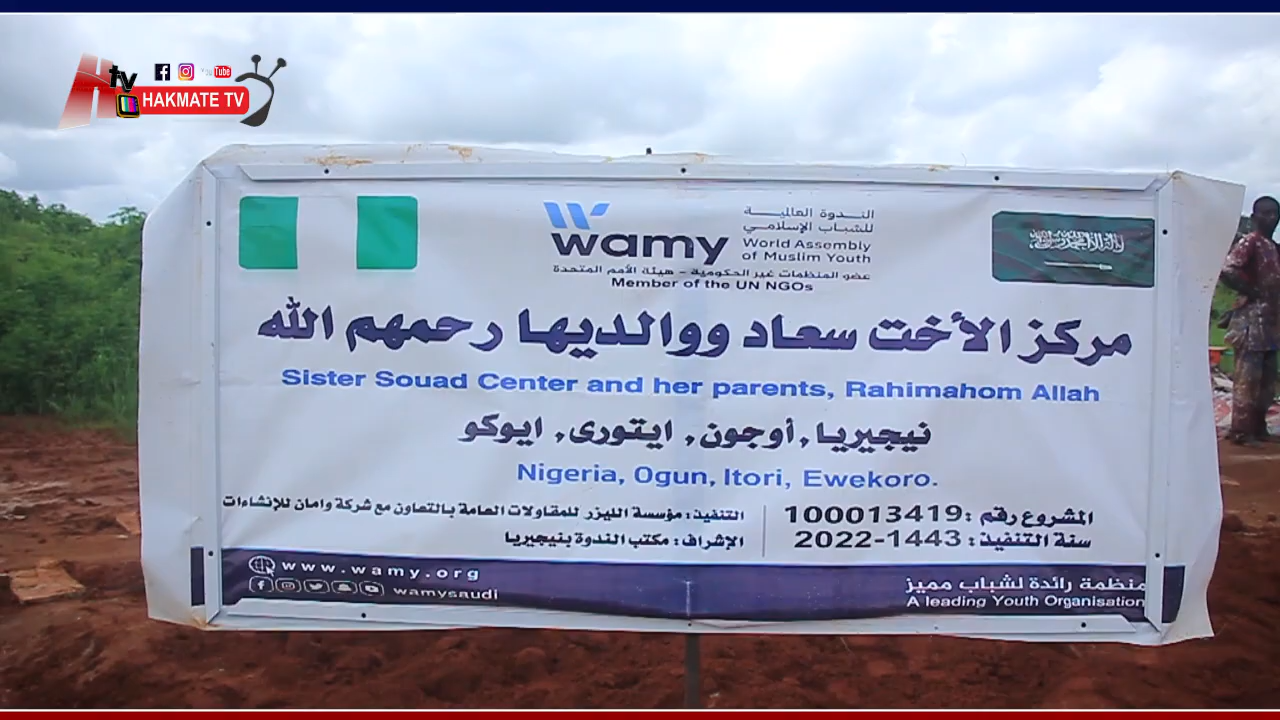 tv
HAKMATE TV
wamy
الندوة العالمية
للشباب الإسلامي
World Assembly
of Muslim Youth
عضو المنظمات غير الحكومية - هيئة الأمم المتحدة
Member of the UN NGOs
مركز الأخت سعاد ووالديها رحمهم الله
Sister Souad Center and her parents, Rahimahom Allah
نيجيريا, أوجون, ايتورى, ايوكو
Nigeria, Ogun, Itori, Ewekoro.
المشروع رقم : 100013419
سنة التنفيذ : 1443-2022
التنفيذ : مؤسسة الليزر للمقاولات العامة بالتعاون مع شركة وامان للإنشاءات
الإشراف : مكتب الندوة بنيجيريا
www.wamy.org
wamysaudi
منظمة رائدة لشباب مميز
A leading Youth Organisation